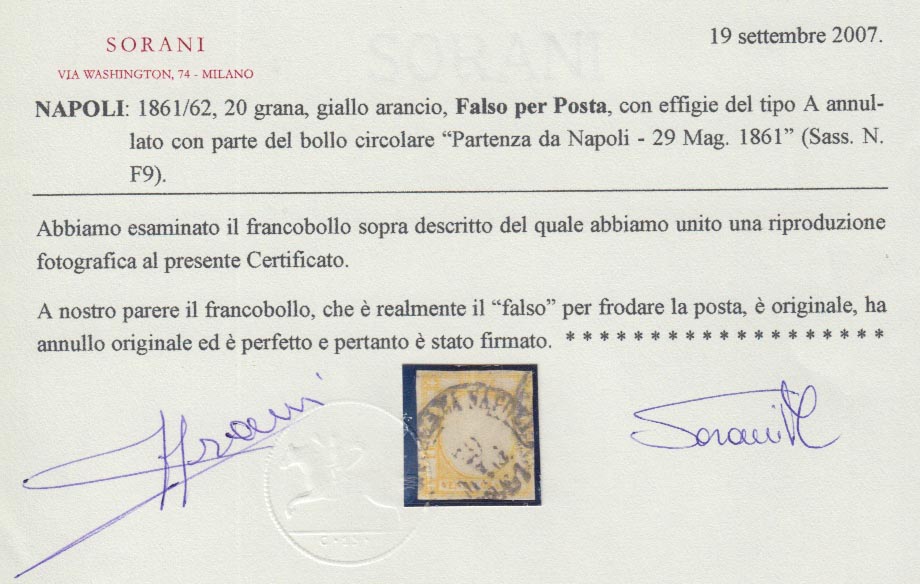 SORANI
VIA WASHINGTON, 74 - MILANO
19 settembre 2007.
NAPOLI: 1861/62, 20 grana, giallo arancio, Falso per Posta, con effigie del tipo A annul-
lato con parte del bollo circolare “Partenza da Napoli - 29 Mag. 1861” (Sass. N.
F9).
Abbiamo esaminato il francobollo sopra descritto del quale abbiamo unito una riproduzione
fotografica al presente Certificato.
A nostro parere il francobollo, che è realmente il “falso” per frodare la posta, è originale, ha
annullo originale ed è perfetto e pertanto è stato firmato. * * * * * * * * * * * * * * * * * * *
Sorani
NAPOLI